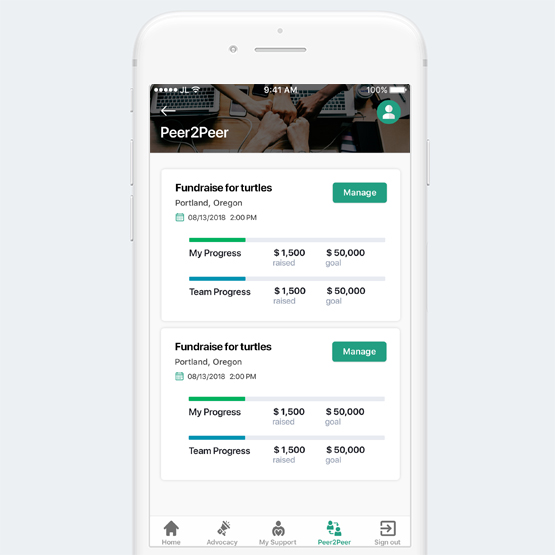 JL 9:41 AM 100%
Peer2Peer
Fundraise for turtles Manage
Portland, Oregon
08/13/2018 2:00 PM
My Progress $ 1,500 $ 50,000
raised goal
Team Progress $ 1,500 $ 50,000
raised goal
Fundraise for turtles Manage
Portland, Oregon
08/13/2018 2:00 PM
My Progress $ 1,500 $ 50,000
raised goal
Team Progress $ 1,500 $ 50,000
raised goal
Home Advocacy My Support Peer2Peer Sign out